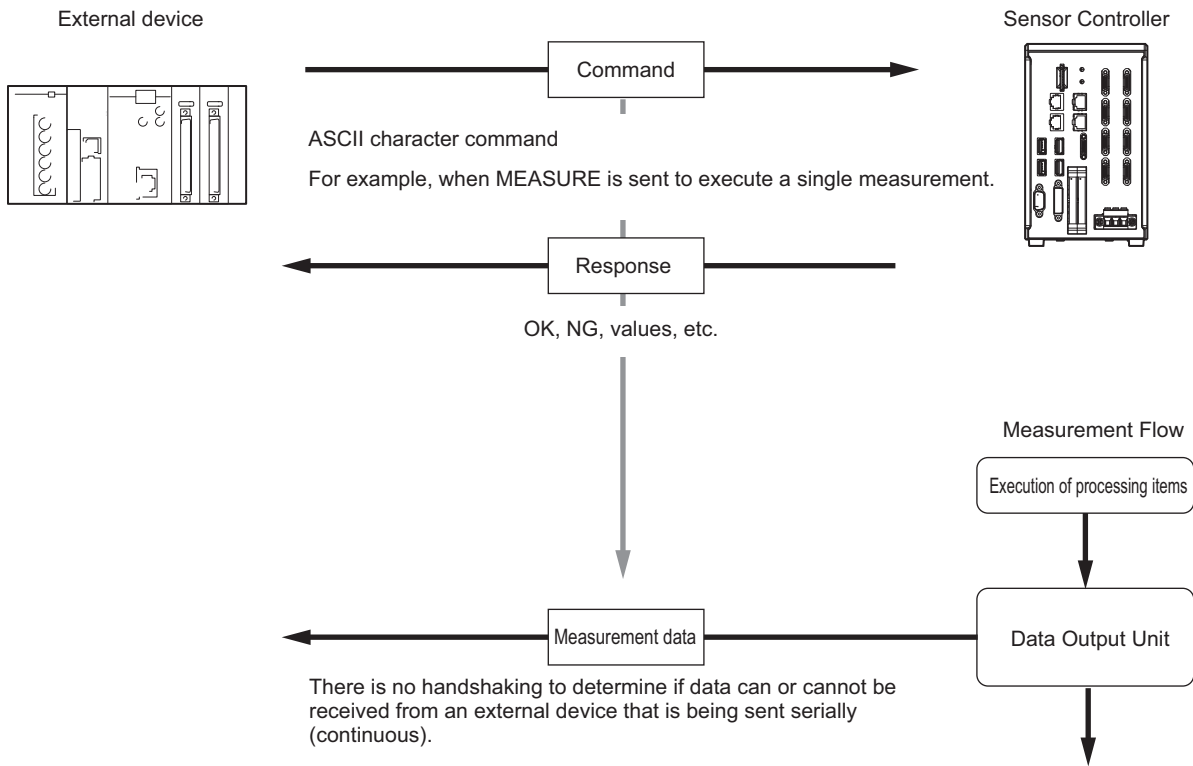 External device
Sensor Controller
Command
ASCII character command
For example, when MEASURE is sent to execute a single measurement.
Response
OK, NG, values, etc.
Measurement Flow
Execution of processing items
Measurement data
Data Output Unit
There is no handshaking to determine if data can or cannot be
received from an external device that is being sent serially
(continuous).